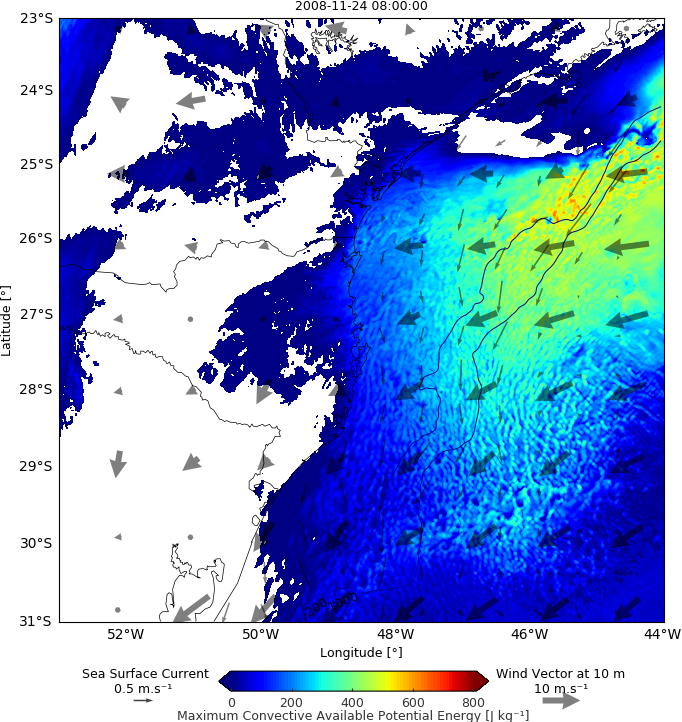 2008-11-24 08:00:00
23°S
24°S
25°S
26°S
27°S
28°S
29°S
30°S
31°S
Latitude [°]
52°W
50°W
48°W
46°W
44°W
Longitude [°]
Sea Surface Current
0.5 m.s⁻¹
Wind Vector at 10 m
10 m.s⁻¹
0
200
400
600
800
Maximum Convective Available Potential Energy [J kg⁻¹]